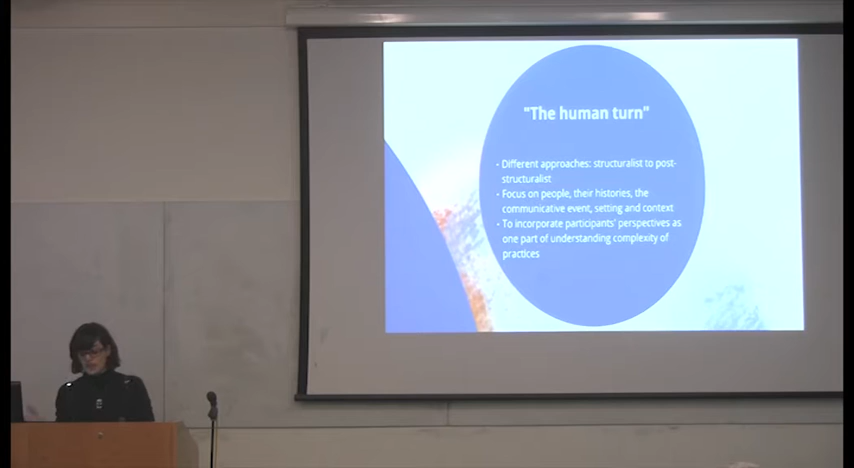 "The human turn"
- Different approaches: structuralist to post-
structuralist
- Focus on people, their histories, the
communicative event, setting and context
- To incorporate participants' perspectives as
one part of understanding complexity of
practices